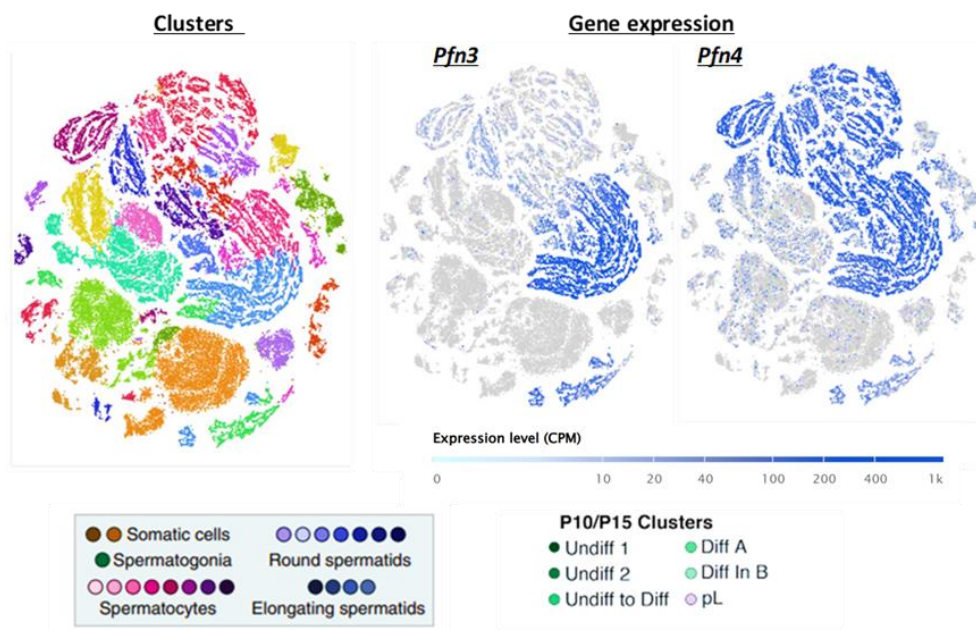 Clusters
Gene expression
Pfn3
Pfn4
Expression level (CPM)
0 10 20 40 100 200 400 1k
Somatic cells
Round spermatids
Spermatogonia
Spermatocytes
Elongating spermatids
P10/P15 Clusters
Undiff 1
Diff A
Undiff 2
Diff In B
Undiff to Diff
pL